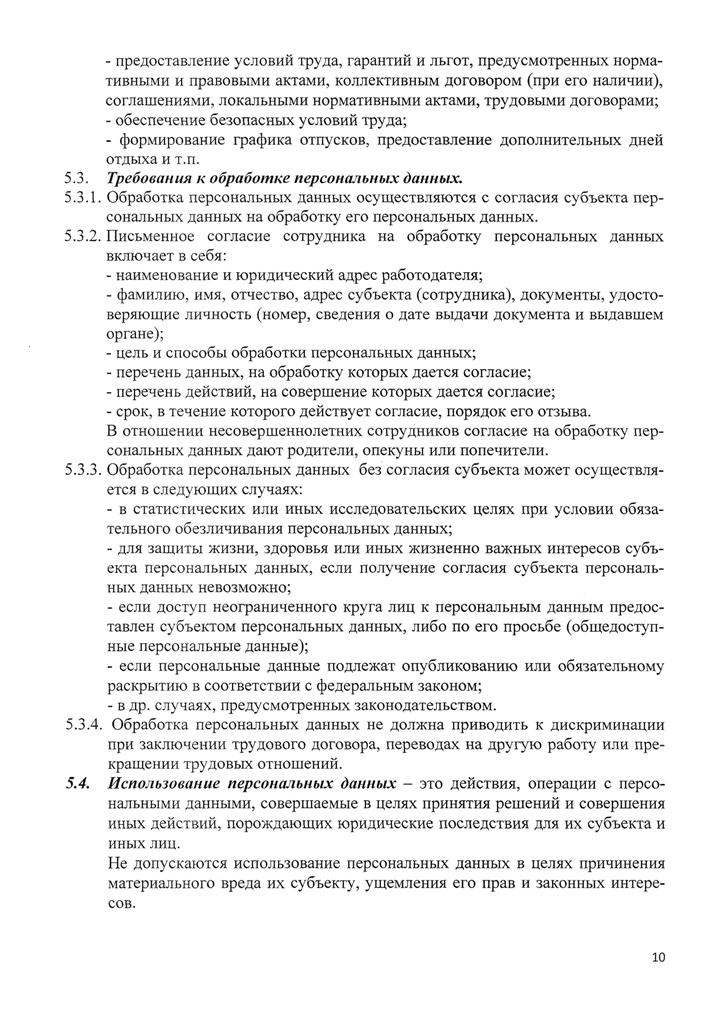 - предоставление условий труда, гарантий и льгот, предусмотренных норма-
тивными и правовыми актами, коллективным договором (при его наличии),
соглашениями, локальными нормативными актами, трудовыми договорами;
- обеспечение безопасных условий труда;
- формирование графика отпусков, предоставление дополнительных дней
отдыха и т.п.
5.3. Требования к обработке персональных данных.
5.3.1. Обработка персональных данных осуществляются с согласия субъекта пер-
сональных данных на обработку его персональных данных.
5.3.2. Письменное согласие сотрудника на обработку персональных данных
включает в себя:
- наименование и юридический адрес работодателя;
- фамилию, имя, отчество, адрес субъекта (сотрудника), документы, удосто-
веряющие личность (номер, сведения о дате выдачи документа и выдавшем
органе);
- цель и способы обработки персональных данных;
- перечень данных, на обработку которых дается согласие;
- перечень действий, на совершение которых дается согласие;
- срок, в течение которого действует согласие, порядок его отзыва.
В отношении несовершеннолетних сотрудников согласие на обработку пер-
сональных данных дают родители, опекуны или попечители.
5.3.3. Обработка персональных данных без согласия субъекта может осуществля-
ется в следующих случаях:
- в статистических или иных исследовательских целях при условии обяза-
тельного обезличивания персональных данных;
- для защиты жизни, здоровья или иных жизненно важных интересов субъ-
екта персональных данных, если получение согласия субъекта персональ-
ных данных невозможно;
- если доступ неограниченного круга лиц к персональным данным предос-
тавлен субъектом персональных данных, либо по его просьбе (общедоступ-
ные персональные данные);
- если персональные данные подлежат опубликованию или обязательному
раскрытию в соответствии с федеральным законом;
- в др. случаях, предусмотренных законодательством.
5.3.4. Обработка персональных данных не должна приводить к дискриминации
при заключении трудового договора, переводах на другую работу или пре-
кращении трудовых отношений.
5.4. Использование персональных данных – это действия, операции с персо-
нальными данными, совершаемые в целях принятия решений и совершения
иных действий, порождающих юридические последствия для их субъекта и
иных лиц.
Не допускаются использование персональных данных в целях причинения
материального вреда их субъекту, ущемления его прав и законных интере-
сов.
10